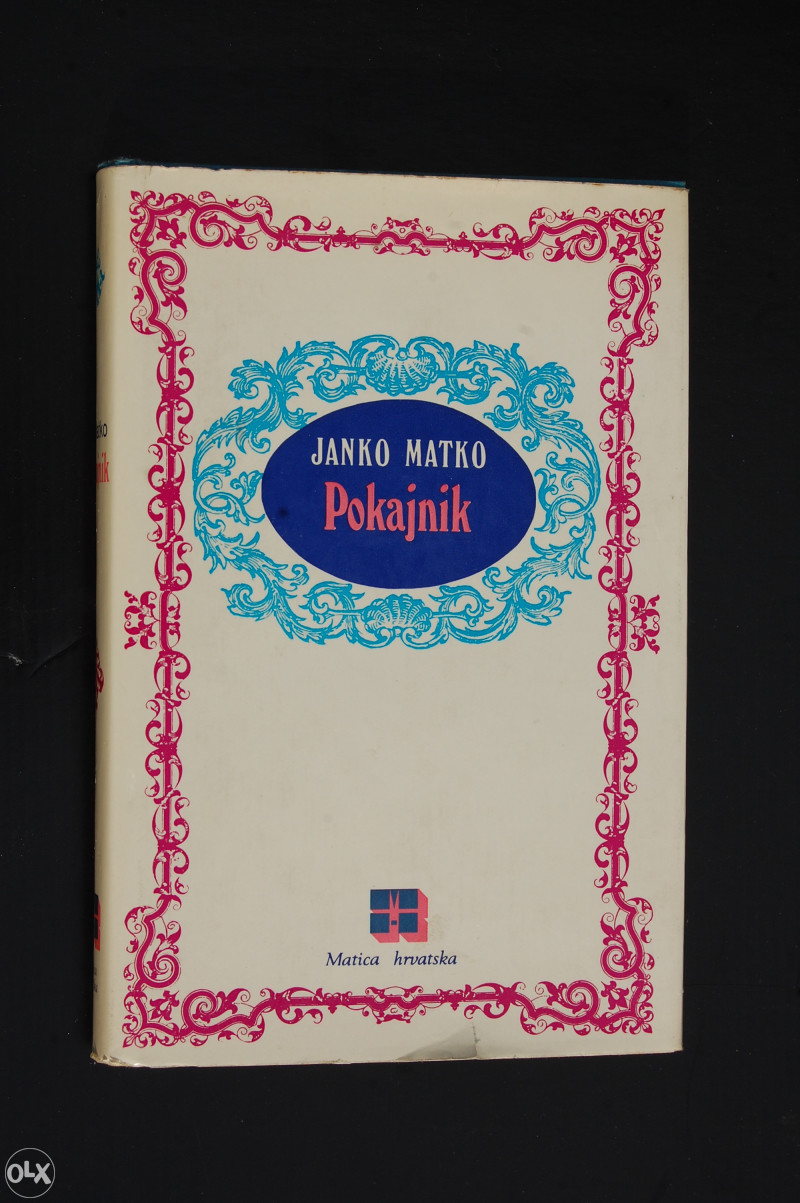 JANKO MATKO
Pokajnik
Matica hrvatska
OLX